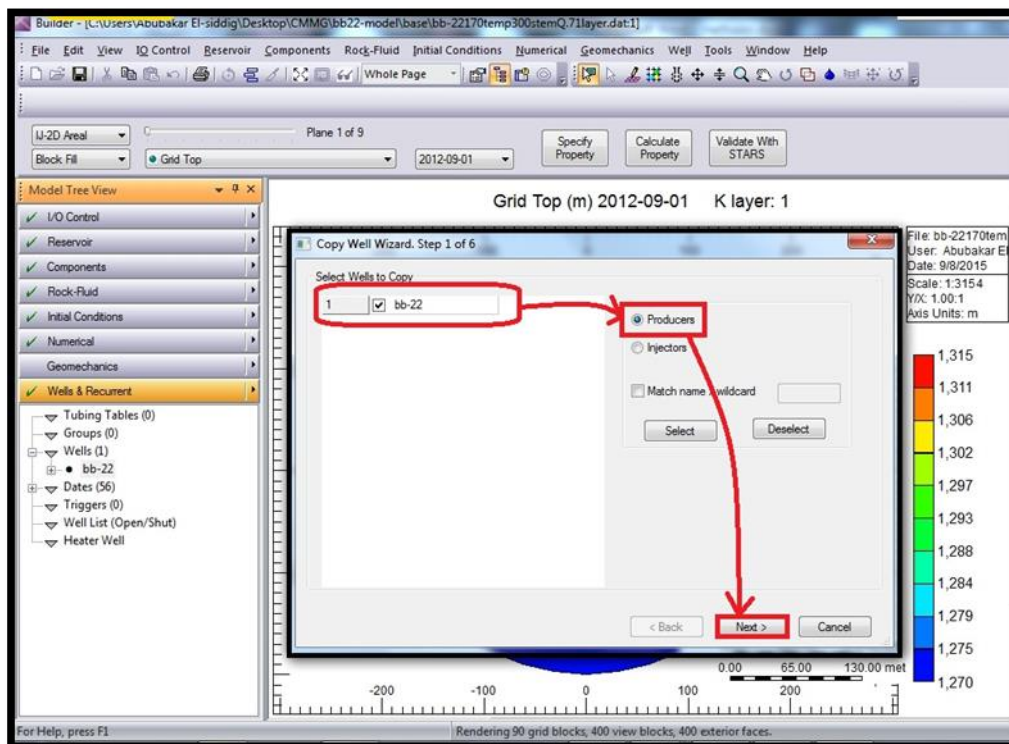 Builder - [C:\Users\Abubakar El-siddig\Desktop\CMMG\bb22-model\base\bb-22170temp300stemQ.71layer.dat:1]
File Edit View IO Control Reservoir Components Rock-Fluid Initial Conditions Numerical Geomechanics Well Tools Window Help
Whole Page
IJ-2D Areal
Plane 1 of 9
Block Fill
Grid Top
2012-09-01
Specify Property
Calculate Property
Validate With STARS
Model Tree View
I/O Control
Reservoir
Components
Rock-Fluid
Initial Conditions
Numerical
Geomechanics
Wells & Recurrent
Tubing Tables (0)
Groups (0)
Wells (1)
bb-22
Dates (56)
Triggers (0)
Well List (Open/Shut)
Heater Well
Grid Top (m) 2012-09-01 K layer: 1
Copy Well Wizard. Step 1 of 6
Select Wells to Copy
1 bb-22
Producers
Injectors
Match name wildcard
Select
Deselect
< Back
Next >
Cancel
File: bb-22170tem
User: Abubakar El
Date: 9/8/2015
Scale: 1:3154
Y/X: 1.00:1
Axis Units: m
1,315
1,311
1,306
1,302
1,297
1,293
1,288
1,284
1,279
1,275
1,270
0.00 65.00 130.00 met
-200 -100 0 100 200
For Help, press F1
Rendering 90 grid blocks, 400 view blocks, 400 exterior faces.